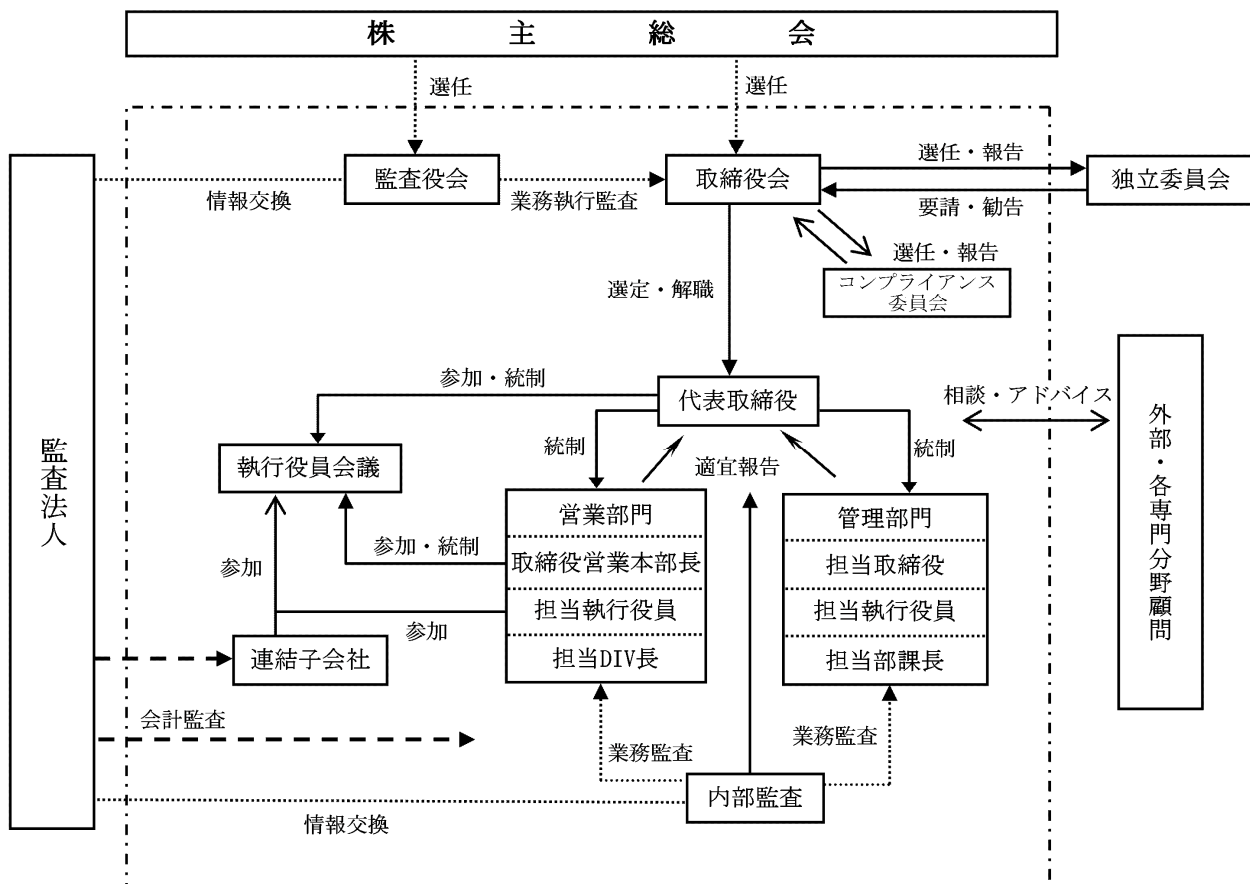 株主総会
選任
選任
監査役会
取締役会
選任・報告
独立委員会
情報交換
業務執行監査
要請・勧告
選任・報告
コンプライアンス
委員会
選定・解職
参加・統制
代表取締役
相談・アドバイス
外部・各専門分野顧問
監査法人
統制
適宜報告
統制
執行役員会議
営業部門
取締役営業本部長
担当執行役員
担当DIV長
管理部門
担当取締役
担当執行役員
担当部課長
参加・統制
参加
参加
連結子会社
会計監査
業務監査
業務監査
内部監査
情報交換